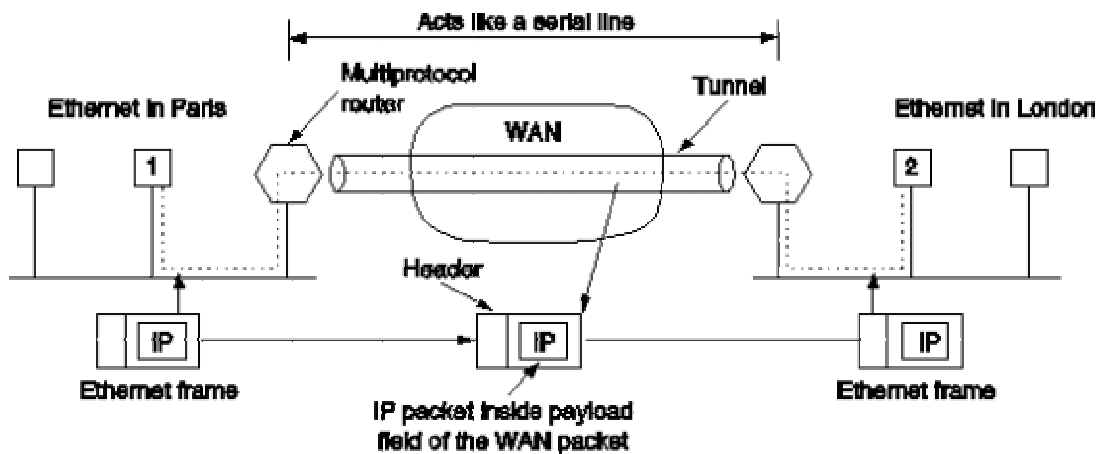 Acts like a serial line
Multiprotocol
router
Tunnel
Ethernet in Paris
WAN
Ethernet in London
1
2
Header
IP
IP
IP
Ethernet frame
IP packet inside payload
field of the WAN packet
Ethernet frame